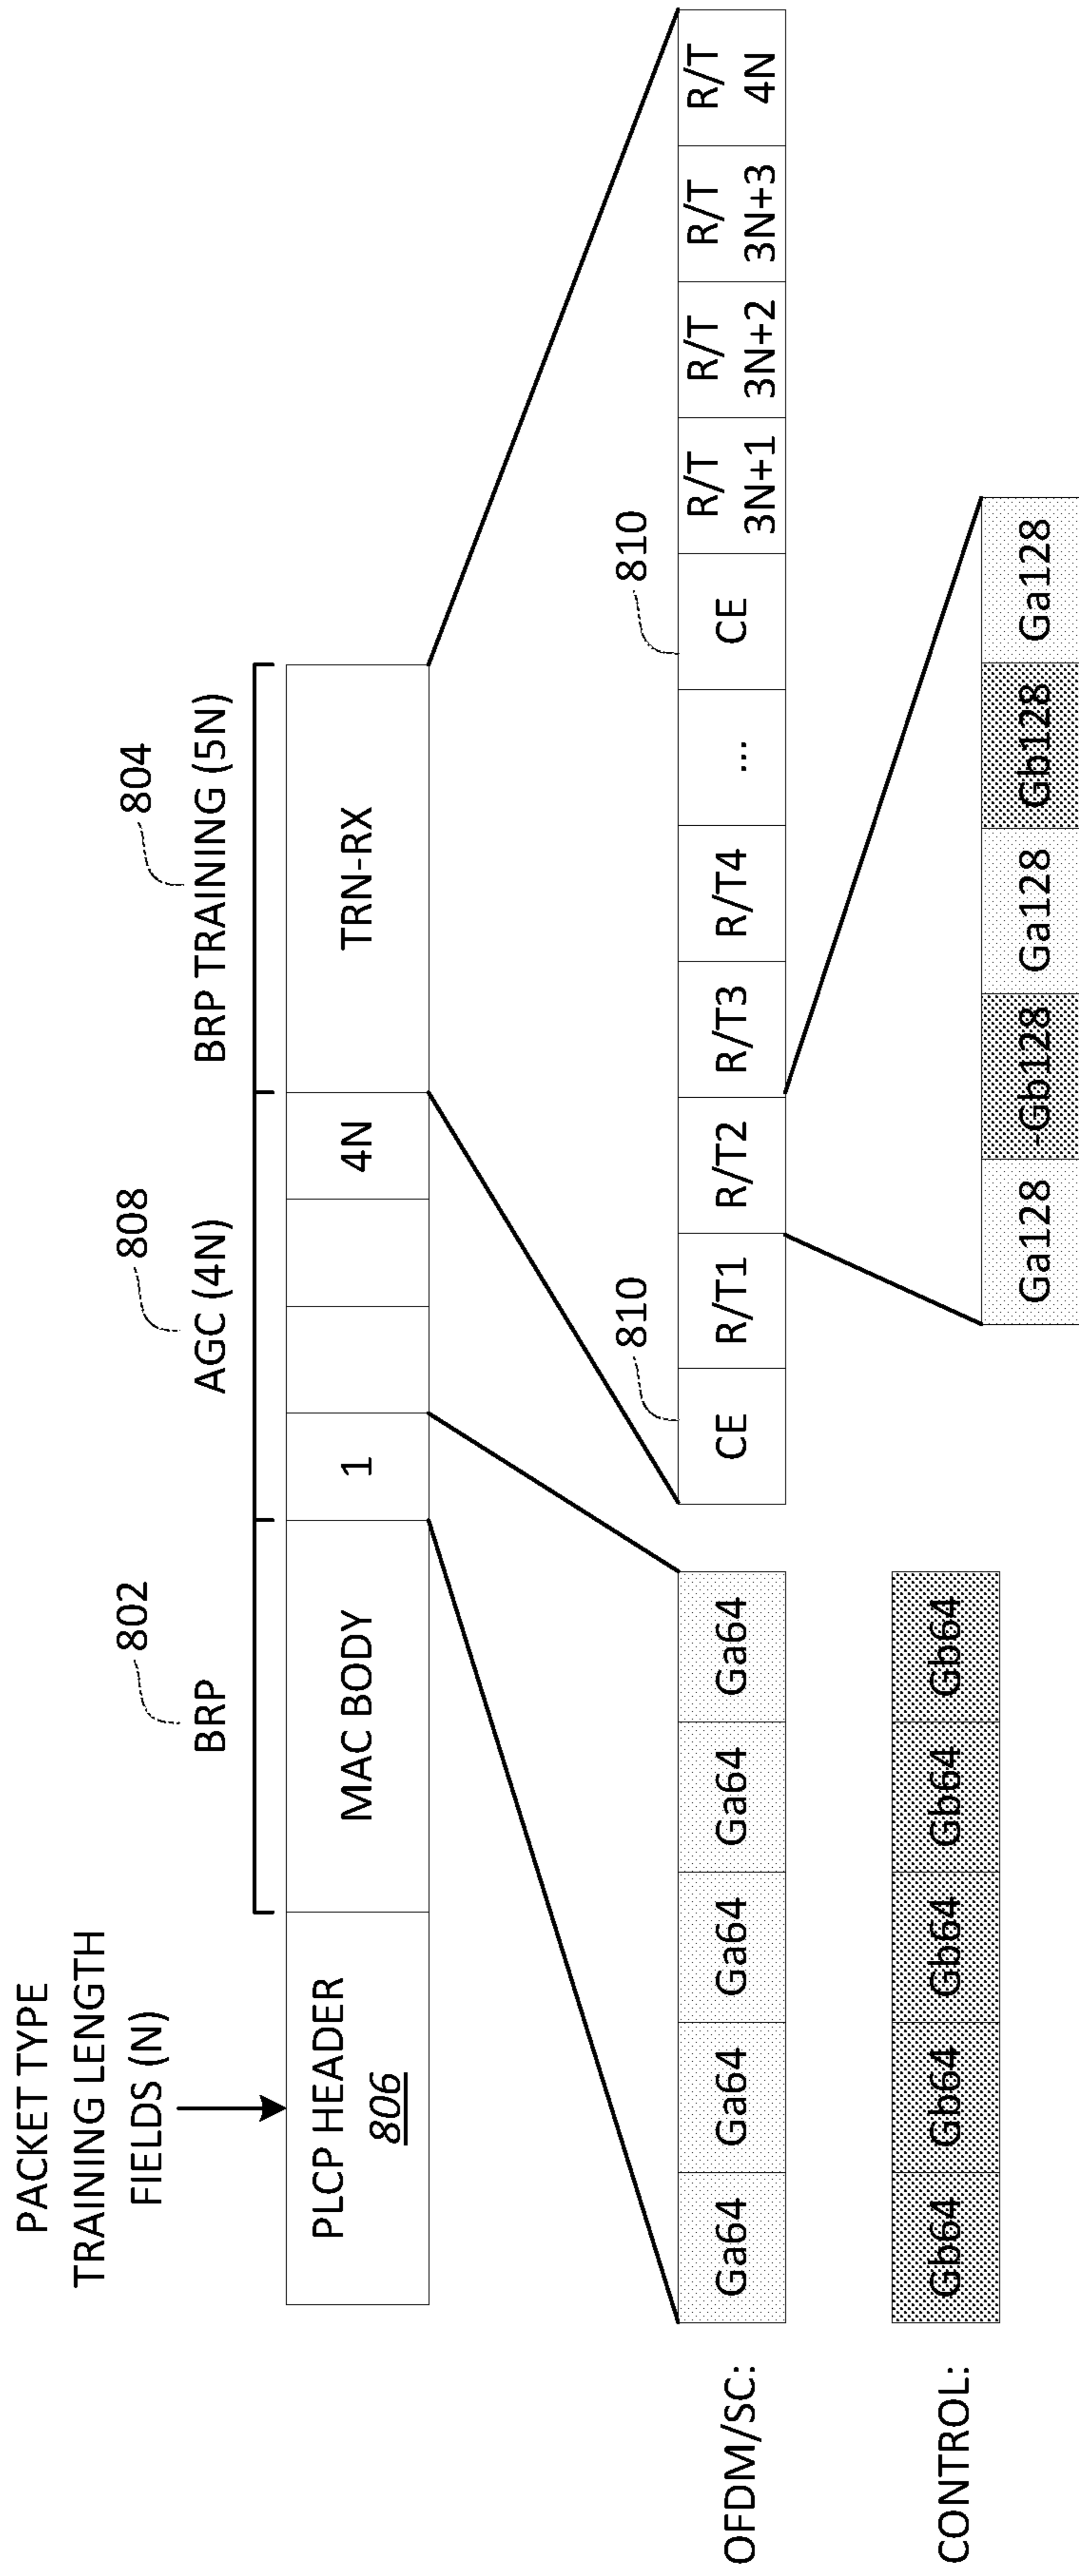 PACKET TYPE
TRAINING LENGTH
FIELDS (N)
802
808
804
BRP
AGC (4N)
BRP TRAINING (5N)
PLCP HEADER
806
MAC BODY
1
4N
TRN-RX
810
810
OFDM/SC:
Ga64
Ga64
Ga64
Ga64
Ga64
CE
R/T1
R/T2
R/T3
R/T4
...
CE
R/T
3N+1
R/T
3N+2
R/T
3N+3
R/T
4N
CONTROL:
Gb64
Gb64
Gb64
Gb64
Gb64
Ga128
-Gb128
Ga128
Gb128
Ga128